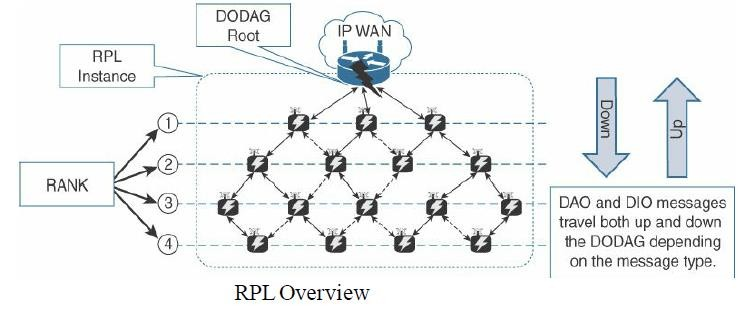 DODAG
Root
IP WAN
RPL
Instance
RANK
1
2
3
4
Down
Up
DAO and DIO messages
travel both up and down
the DODAG depending
on the message type.
RPL Overview